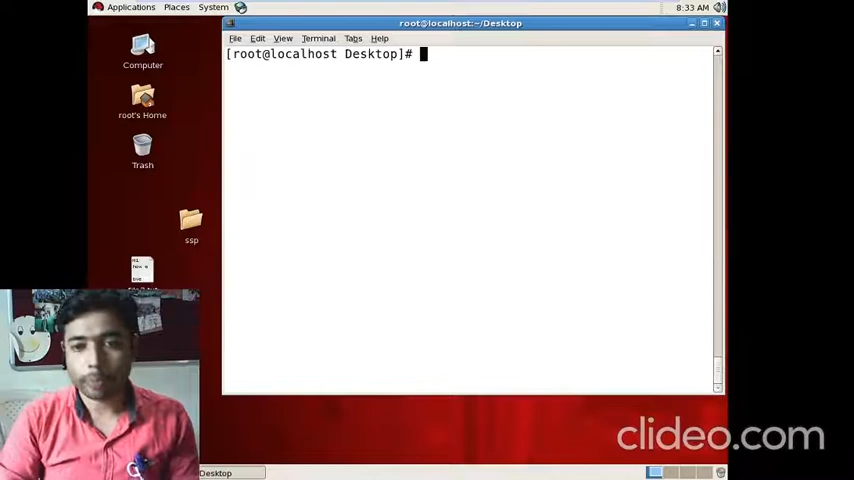 Applications Places System
8:33 AM
root@localhost:~/Desktop
File Edit View Terminal Tabs Help
[root@localhost Desktop]#
Computer
root's Home
Trash
ssp
Desktop
clideo.com